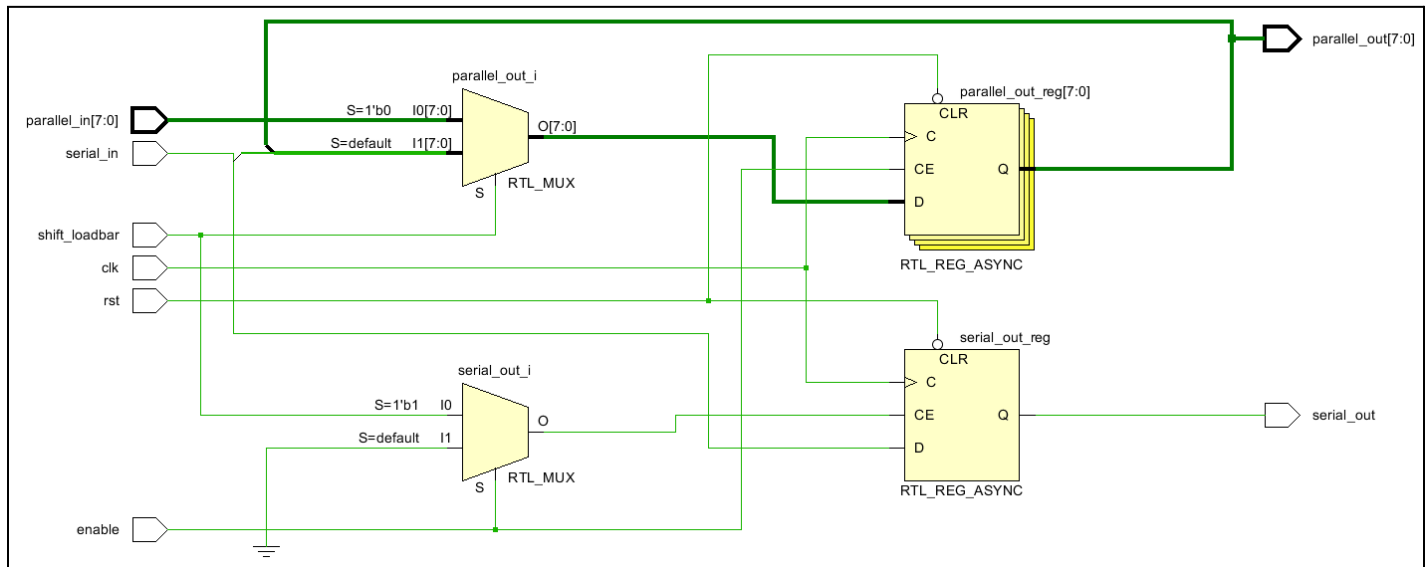 parallel_out[7:0]
parallel_out_i
parallel_out_reg[7:0]
S=1'b0 I0[7:0]
CLR
parallel_in[7:0]
O[7:0]
C
S=default I1[7:0]
serial_in
CE Q
S RTL_MUX
D
shift_loadbar
RTL_REG_ASYNC
clk
rst
serial_out_reg
CLR
serial_out_i
C
S=1'b1 I0
O
CE Q
serial_out
S=default I1
D
S RTL_MUX
RTL_REG_ASYNC
enable